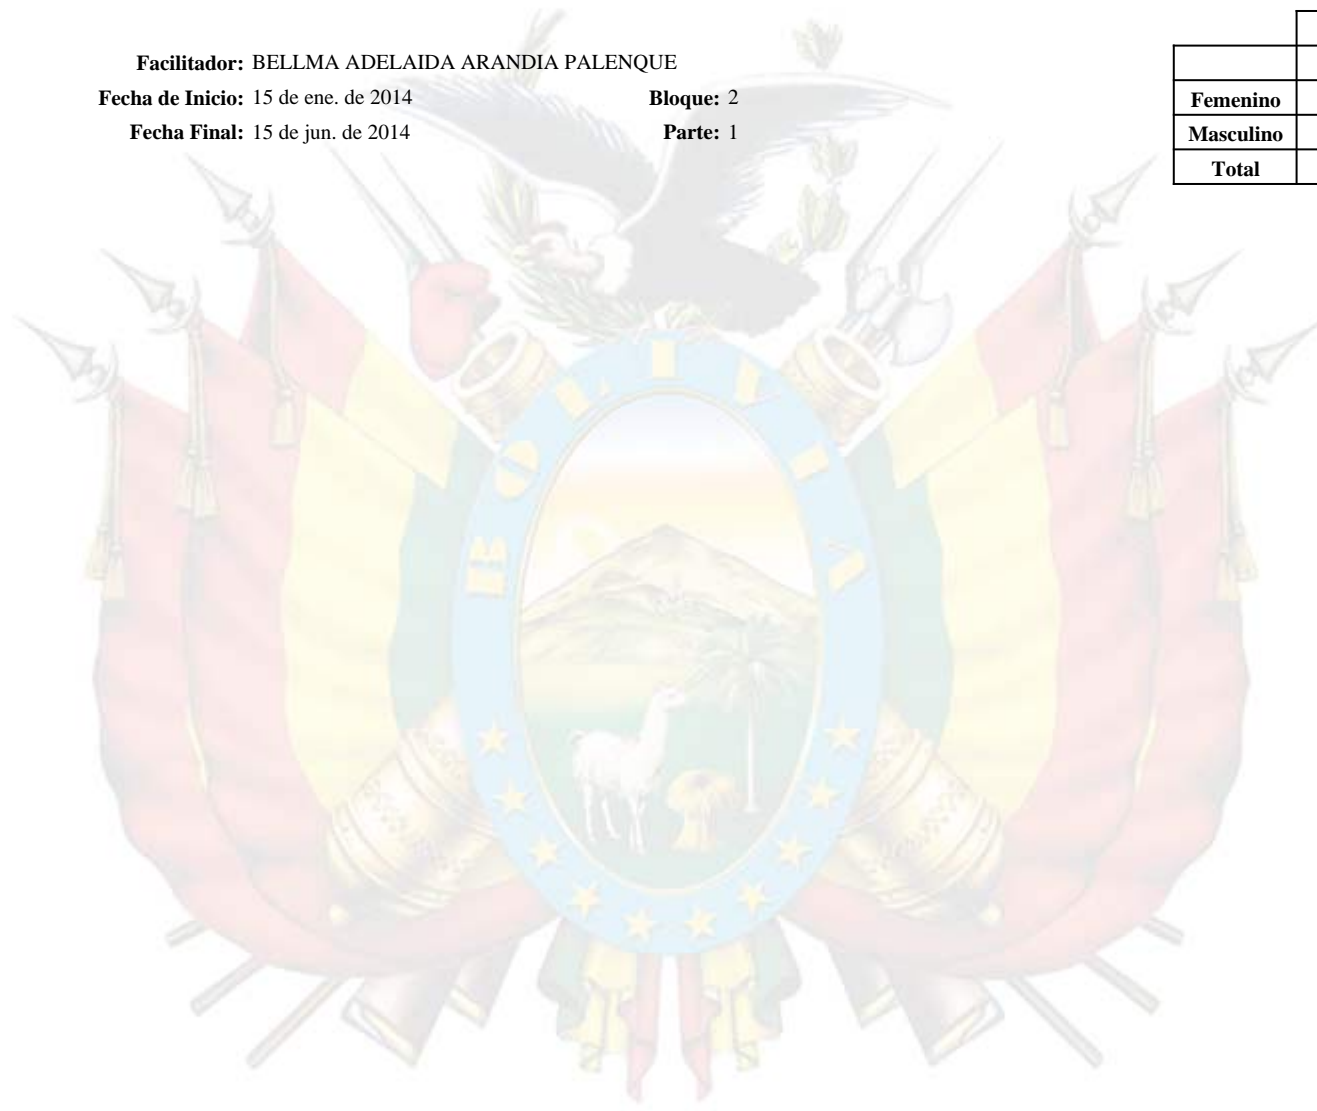 Facilitador: BELLMA ADELAIDA ARANDIA PALENQUE
Fecha de Inicio: 15 de ene. de 2014 Bloque: 2
Fecha Final: 15 de jun. de 2014 Parte: 1
Femenino
Masculino
Total
BOLIVIA